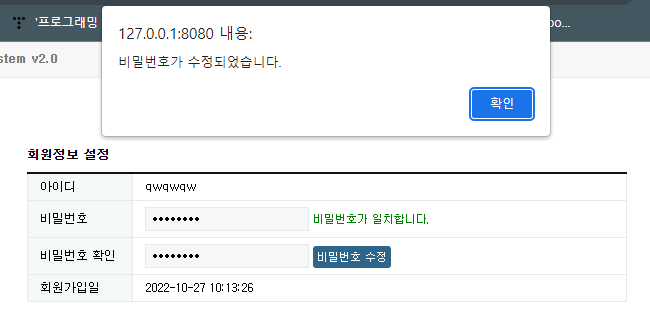 127.0.0.1:8080 내용:
'프로그래밍
비밀번호가 수정되었습니다.
stem v2.0
확인
회원정보 설정
아이디 qwqwqw
비밀번호 •••••••• 비밀번호가 일치합니다.
비밀번호 확인 •••••••• 비밀번호 수정
회원가입일 2022-10-27 10:13:26